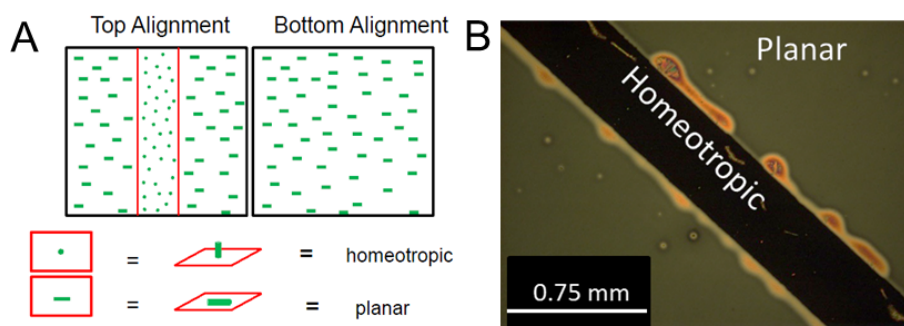 A
Top Alignment
Bottom Alignment
= = homeotropic
= = planar
B
Planar
Homeotropic
0.75 mm